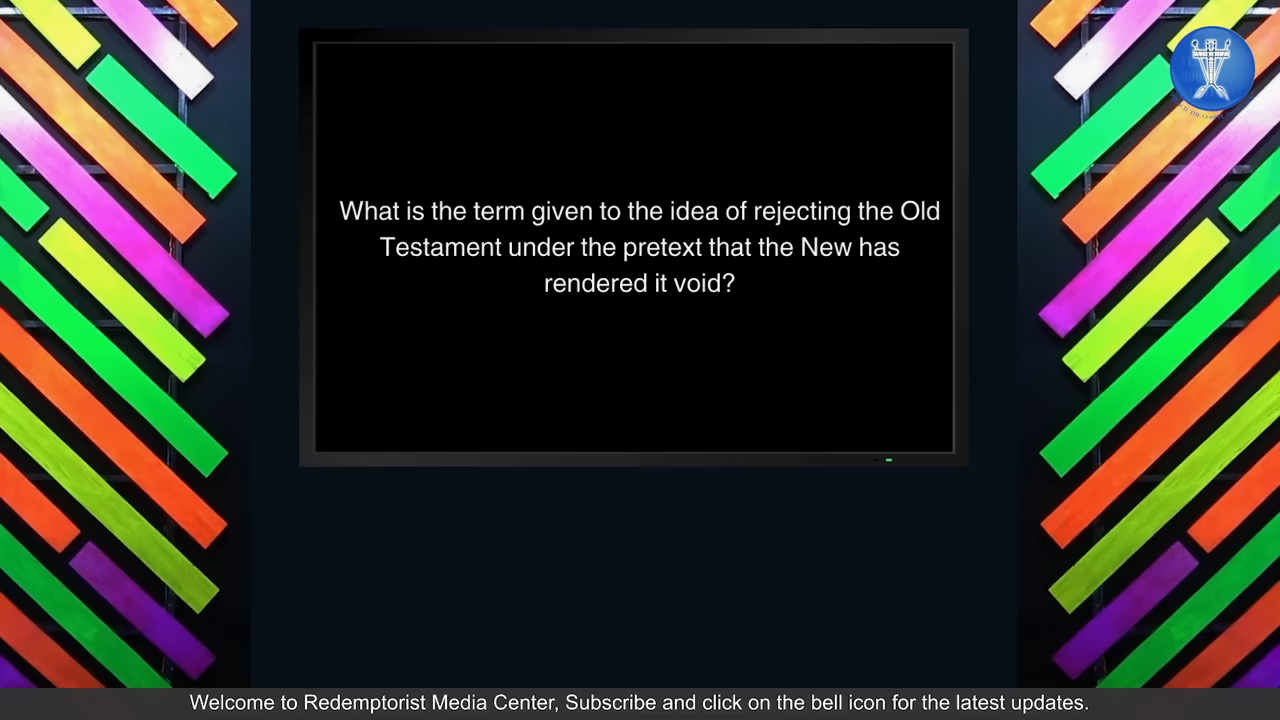 What is the term given to the idea of rejecting the Old
Testament under the pretext that the New has
rendered it void?
Welcome to Redemptorist Media Center, Subscribe and click on the bell icon for the latest updates.